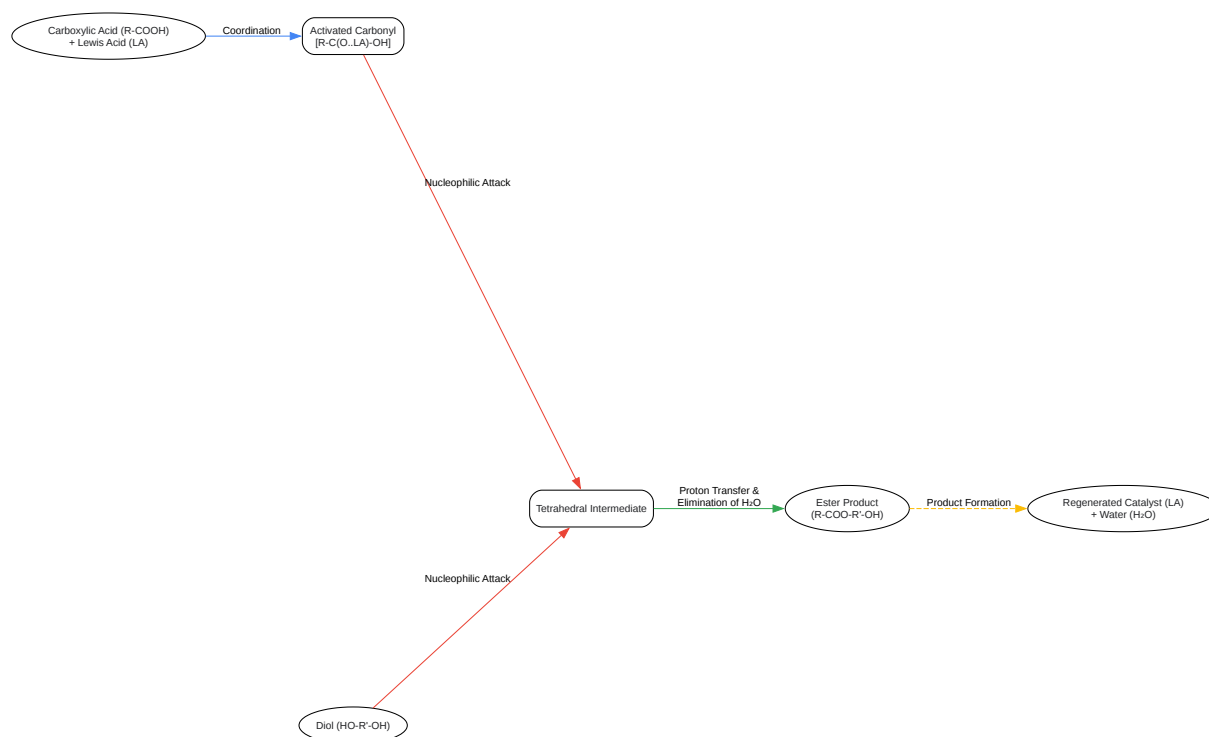 Carboxylic Acid (R-COOH)
+ Lewis Acid (LA)
Coordination
Activated Carbonyl
[R-C(O..LA)-OH]
Nucleophilic Attack
Tetrahedral Intermediate
Proton Transfer &
Elimination of H₂O
Ester Product
(R-COO-R'-OH)
Product Formation
Regenerated Catalyst (LA)
+ Water (H₂O)
Nucleophilic Attack
Diol (HO-R'-OH)